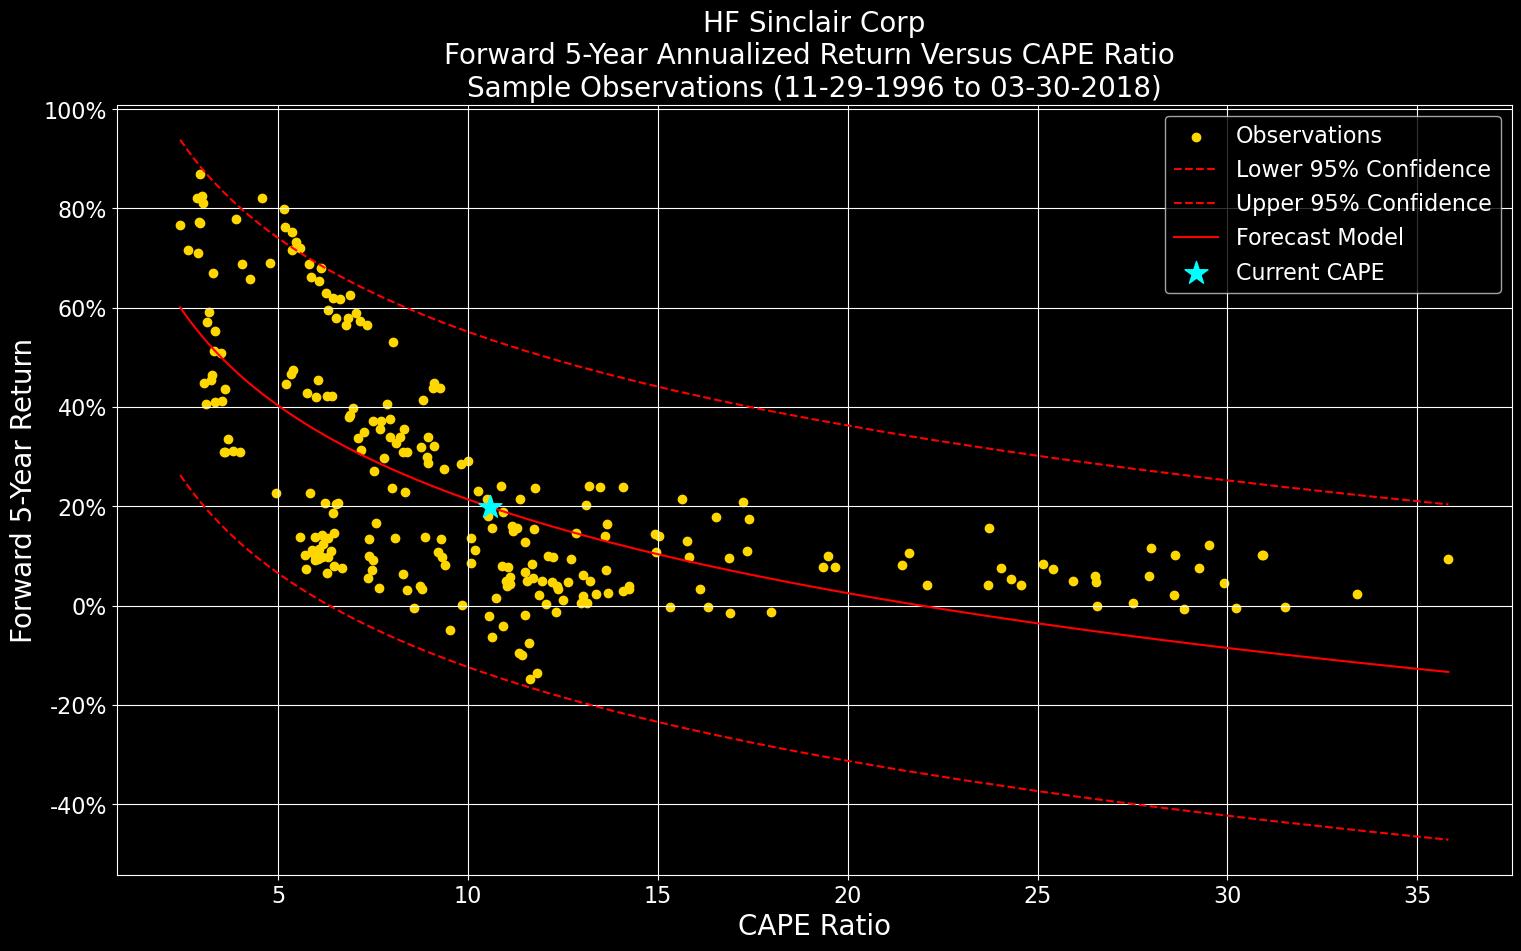 HF Sinclair Corp
Forward 5-Year Annualized Return Versus CAPE Ratio
Sample Observations (11-29-1996 to 03-30-2018)
100%
80%
60%
40%
20%
0%
-20%
-40%
Forward 5-Year Return
Observations
Lower 95% Confidence
Upper 95% Confidence
Forecast Model
Current CAPE
5
10
15
20
25
30
35
CAPE Ratio